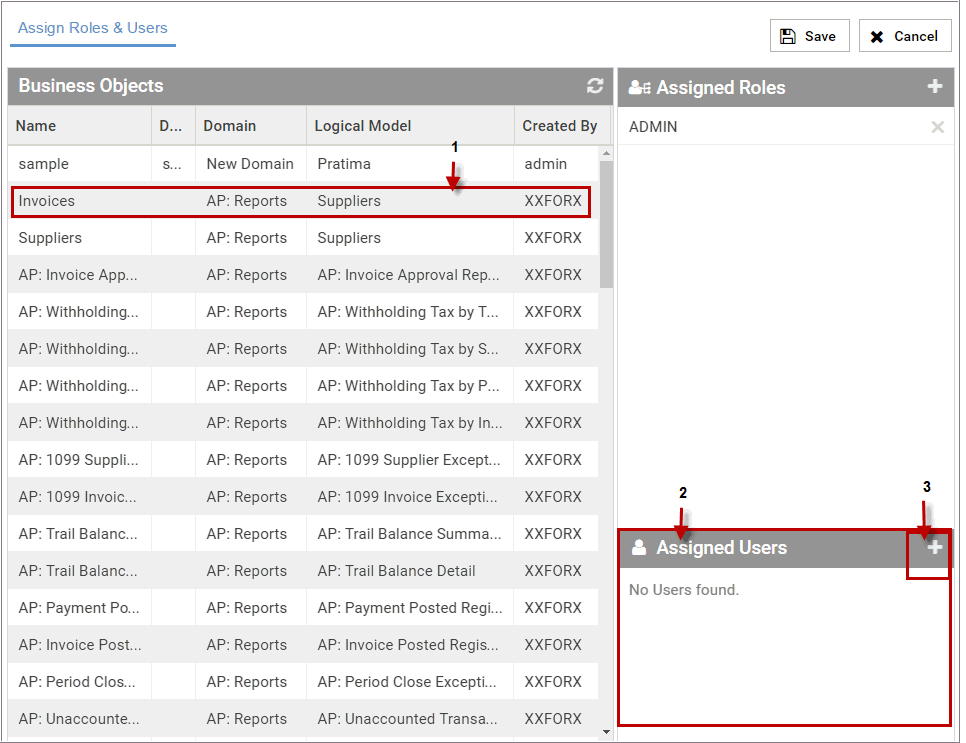 Assign Roles & Users
Save
Cancel
Business Objects
Name D... Domain Logical Model Created By
1
sample s... New Domain Pratima admin
Invoices AP: Reports Suppliers XXFORX
Suppliers AP: Reports Suppliers XXFORX
AP: Invoice App... AP: Reports AP: Invoice Approval Rep... XXFORX
AP: Withholding... AP: Reports AP: Withholding Tax by T... XXFORX
AP: Withholding... AP: Reports AP: Withholding Tax by S... XXFORX
AP: Withholding... AP: Reports AP: Withholding Tax by P... XXFORX
AP: Withholding... AP: Reports AP: Withholding Tax by In... XXFORX
AP: 1099 Suppli... AP: Reports AP: 1099 Supplier Except... XXFORX
AP: 1099 Invoic... AP: Reports AP: 1099 Invoice Excepti... XXFORX
AP: Trail Balanc... AP: Reports AP: Trail Balance Summa... XXFORX
AP: Trail Balanc... AP: Reports AP: Trail Balance Detail XXFORX
AP: Payment Po... AP: Reports AP: Payment Posted Regi... XXFORX
AP: Invoice Post... AP: Reports AP: Invoice Posted Regis... XXFORX
AP: Period Clos... AP: Reports AP: Period Close Excepti... XXFORX
AP: Unaccounte... AP: Reports AP: Unaccounted Transa... XXFORX
Assigned Roles
ADMIN
2
3
Assigned Users
No Users found.